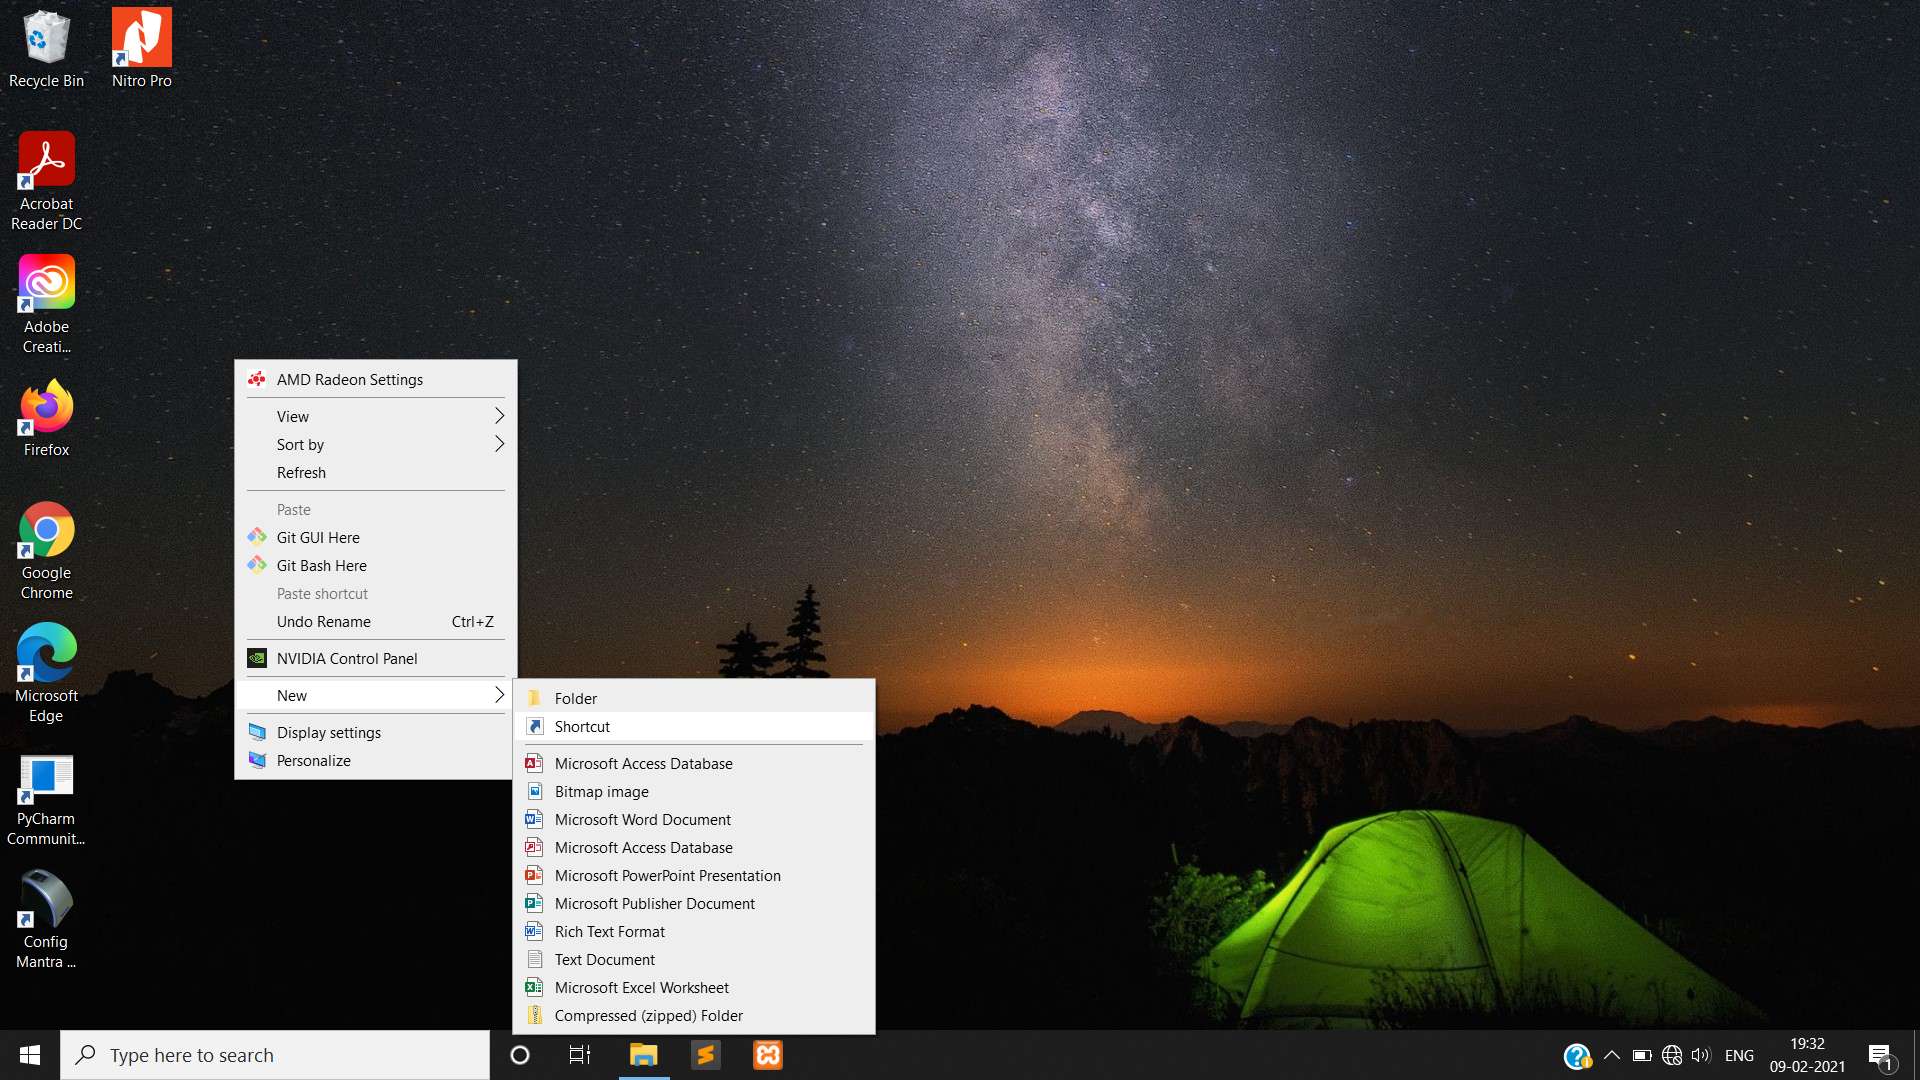 Recycle Bin
Nitro Pro
Acrobat
Reader DC
Adobe
Creati...
Firefox
Google
Chrome
Microsoft
Edge
PyCharm
Communit...
Config
Mantra ...
AMD Radeon Settings
View
Sort by
Refresh
Paste
Git GUI Here
Git Bash Here
Paste shortcut
Undo Rename Ctrl+Z
NVIDIA Control Panel
New
Display settings
Personalize
Folder
Shortcut
Microsoft Access Database
Bitmap image
Microsoft Word Document
Microsoft Access Database
Microsoft PowerPoint Presentation
Microsoft Publisher Document
Rich Text Format
Text Document
Microsoft Excel Worksheet
Compressed (zipped) Folder
Type here to search
ENG
19:32
09-02-2021
1